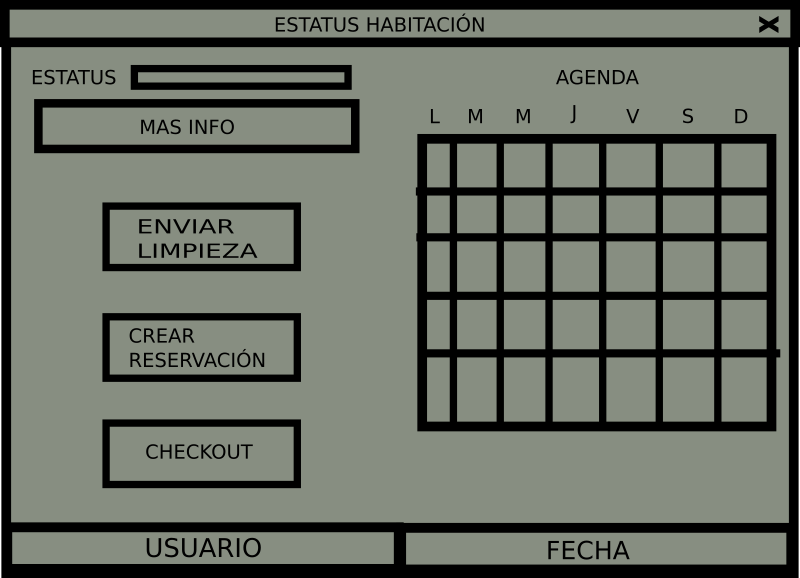 ESTATUS HABITACIÓN
ESTATUS
MAS INFO
ENVIAR
LIMPIEZA
CREAR
RESERVACIÓN
CHECKOUT
AGENDA
L M M J V S D
USUARIO
FECHA